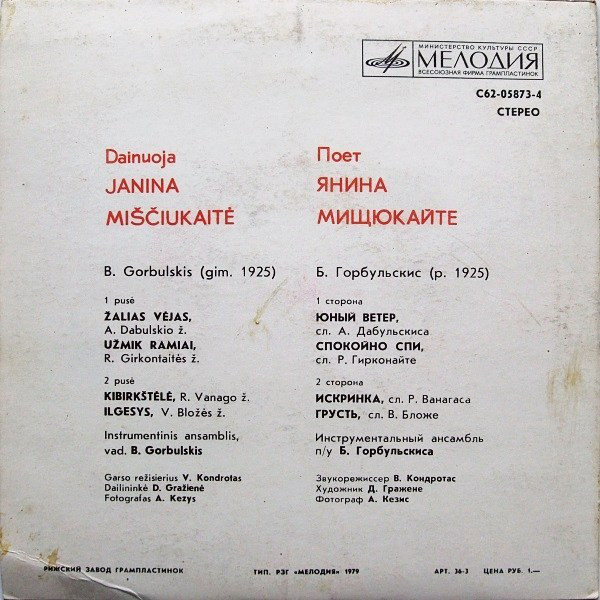 МИНИСТЕРСТВО КУЛЬТУРЫ СССР
МЕЛОДИЯ
ВСЕСОЮЗНАЯ ФИРМА ГРАМПЛАСТИНОК
С62-05873-4
СТЕРЕО
Dainuoja
JANINA
MIŠČIUKAITĖ
Поет
ЯНИНА
МИЩЮКАЙТЕ
B. Gorbulskis (gim. 1925)
1 pusė
ŽALIAS VĖJAS,
A. Dabulskio ž.
UŽMIK RAMIAI,
R. Girkontaitės ž.
2 pusė
KIBIRKŠTĖLĖ, R. Vanago ž.
ILGESYS, V. Bložės ž.
Instrumentinis ansamblis,
vad. B. Gorbulskis
Garso režisierius V. Kondrotas
Dailininkė D. Gražienė
Fotografas A. Kezys
Б. Горбульскис (р. 1925)
1 сторона
ЮНЫЙ ВЕТЕР,
сл. А. Дабульскиса
СПОКОЙНО СПИ,
сл. Р. Гирконайте
2 сторона
ИСКРИНКА, сл. Р. Ванагаса
ГРУСТЬ, сл. В. Бложе
Инструментальный ансамбль
п/у Б. Горбульскиса
Звукорежиссер В. Кондротас
Художник Д. Гражене
Фотограф А. Кезис
РИЖСКИЙ ЗАВОД ГРАМПЛАСТИНОК
ТИП. РЗГ «МЕЛОДИЯ» 1979
АРТ. 36-3
ЦЕНА РУБ. 1.—